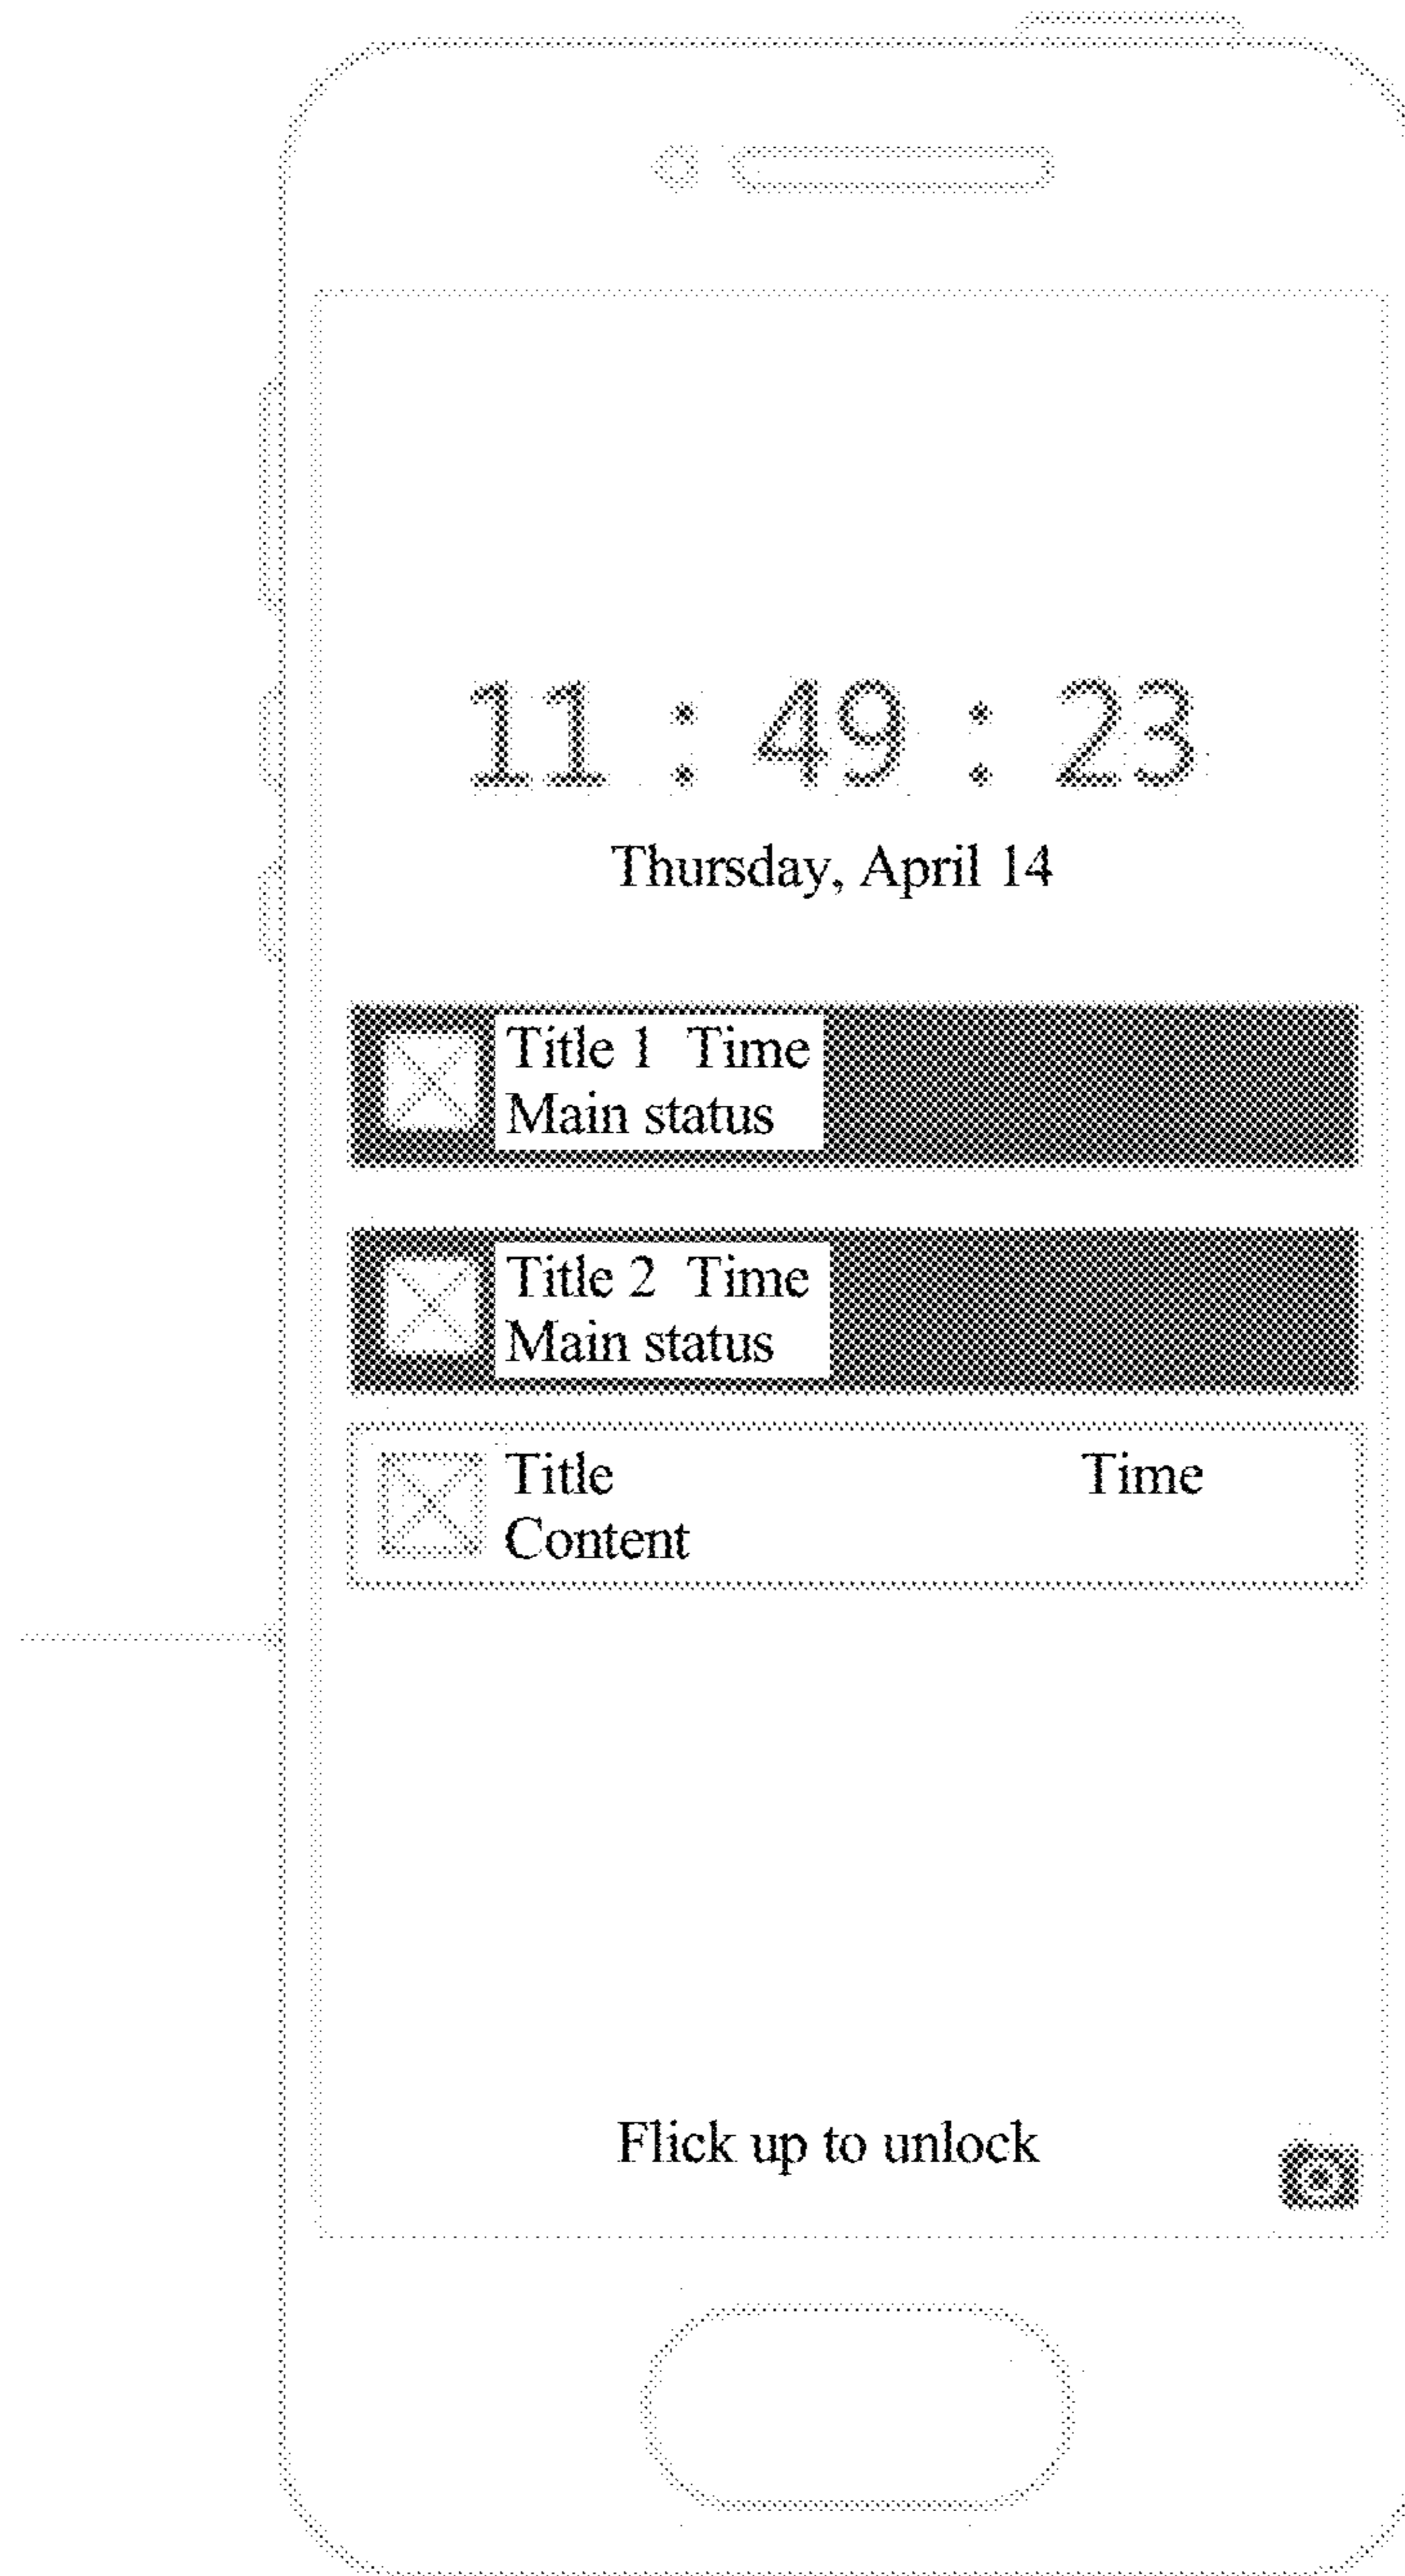 11 : 49 : 23
Thursday, April 14
Title 1 Time
Main status
Title 2 Time
Main status
Title Time
Content
Flick up to unlock